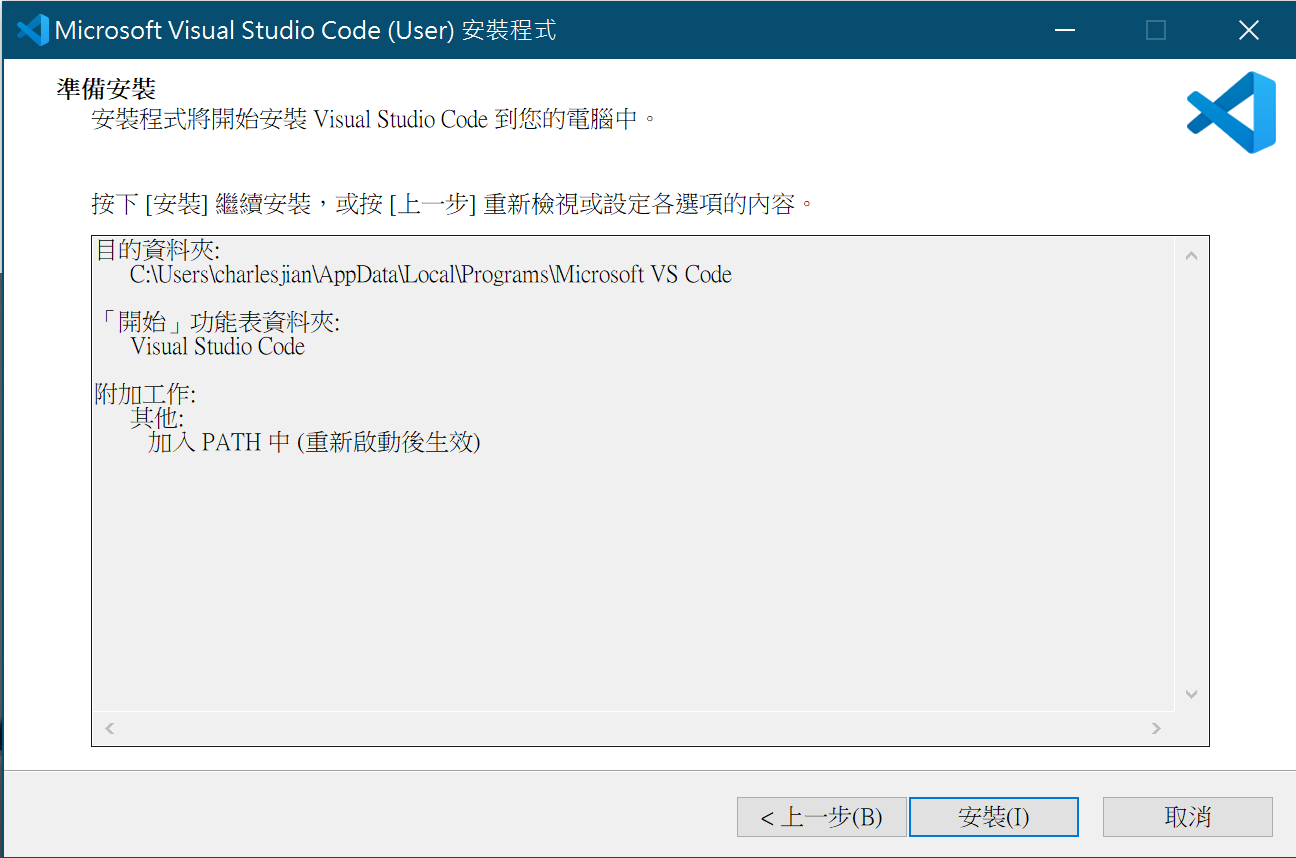 Microsoft Visual Studio Code (User) 安裝程式
準備安裝
安裝程式將開始安裝 Visual Studio Code 到您的電腦中。
按下 [安裝] 繼續安裝，或按 [上一步] 重新檢視或設定各選項的內容。
目的資料夾:
C:\Users\charlesjian\AppData\Local\Programs\Microsoft VS Code
「開始」功能表資料夾:
Visual Studio Code
附加工作:
其他:
加入 PATH 中 (重新啟動後生效)
< 上一步(B)
安裝(I)
取消